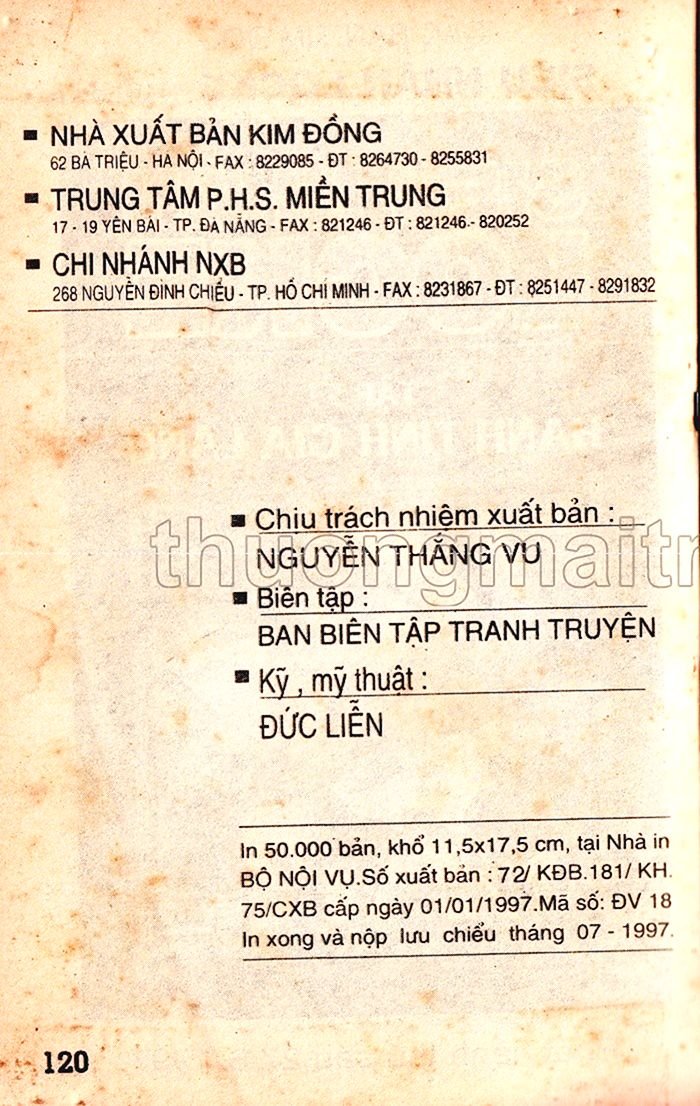 NHÀ XUẤT BẢN KIM ĐỒNG
62 BÀ TRIỆU - HA NỘI - FAX : 8229085 - ĐT : 8264730 - 8255831
TRUNG TÂM P.H.S. MIỀN TRUNG
17 - 19 YÊN BÁI - TP. ĐA NẴNG - FAX : 821246 - ĐT : 821246.- 820252
CHI NHÁNH NXB
268 NGUYỄN ĐÌNH CHIỂU - TP. HỒ CHÍ MINH - FAX : 8231867 - ĐT : 8251447 - 8291832
Chịu trách nhiệm xuất bản :
NGUYỄN THẮNG VU
thuongmaitr
Biên tập :
BAN BIÊN TẬP TRANH TRUYỆN
Kỹ , mỹ thuật :
ĐỨC LIỄN
In 50.000 bản, khổ 11,5x17,5 cm, tại Nhà in
BỘ NỘI VỤ.Số xuất bản : 72/ KĐB.181/ KH.
75/CXB cấp ngày 01/01/1997.Mã số: ĐV 18
In xong và nộp lưu chiểu tháng 07 - 1997.
120